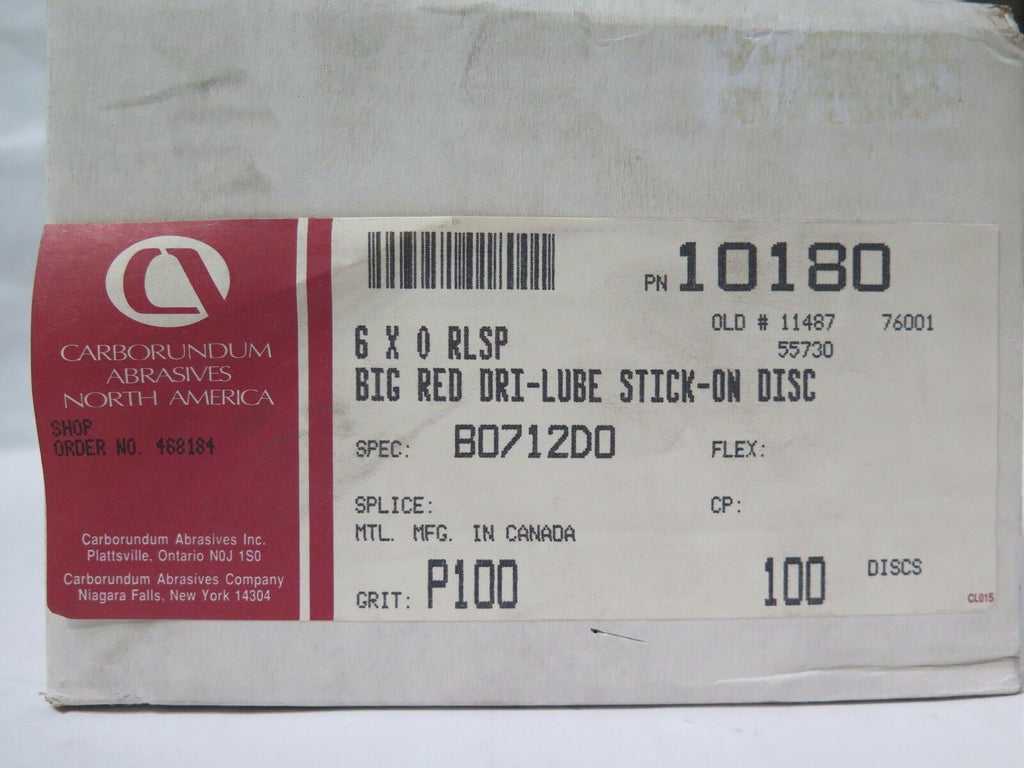 CARBORUNDUM
ABRASIVES
NORTH AMERICA
SHOP
ORDER NO. 468184
Carborundum Abrasives Inc.
Plattsville, Ontario N0J 1S0
Carborundum Abrasives Company
Niagara Falls, New York 14304
PN 10180
OLD # 11487 76001
55730
6 X 0 RLSP
BIG RED DRI-LUBE STICK-ON DISC
SPEC: B0712D0 FLEX:
SPLICE: CP:
MTL. MFG. IN CANADA
GRIT: P100 100 DISCS
CL015